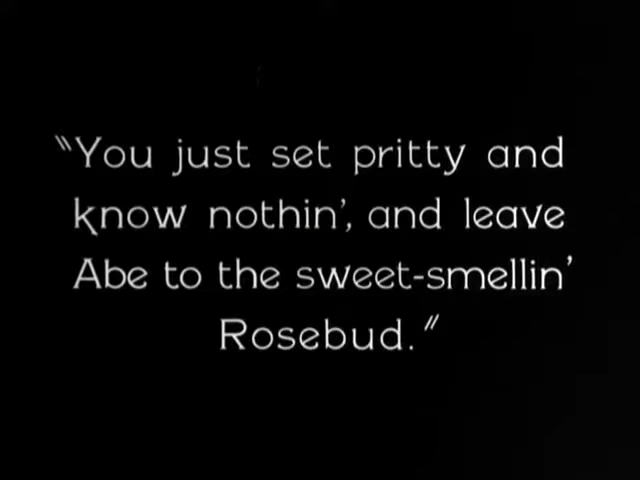 "You just set pritty and
know nothin', and leave
Abe to the sweet-smellin'
Rosebud."